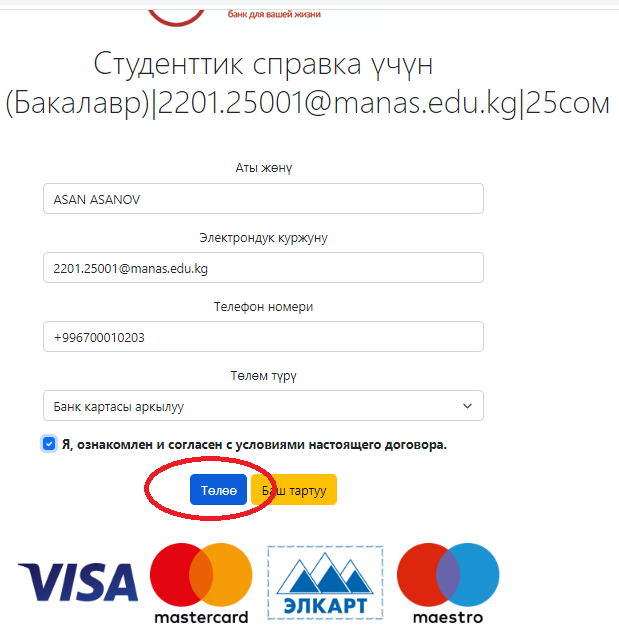 банк для вашей жизни
Студенттик справка үчүн
(Бакалавр)|2201.25001@manas.edu.kg|25сом
Аты жөнү
ASAN ASANOV
Электрондук куржуну
2201.25001@manas.edu.kg
Телефон номери
+996700010203
Төлөм түрү
Банк картасы аркылуу
Я, ознакомлен и согласен с условиями настоящего договора.
Төлөө Баш тартуу
VISA
ЭЛКАРТ
mastercard maestro